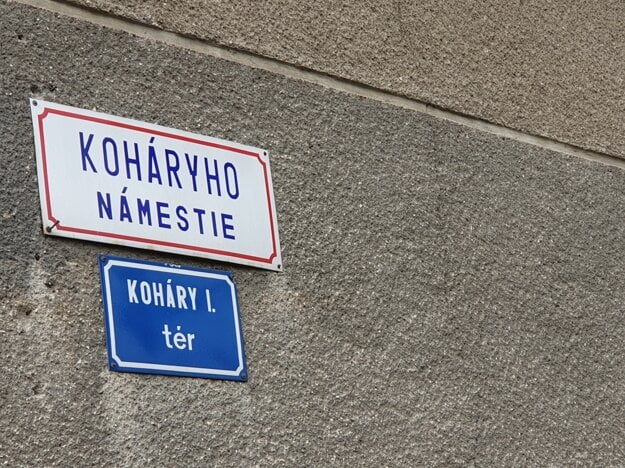 KOHÁRYHO
NÁMESTIE
KOHÁRY I.
tér